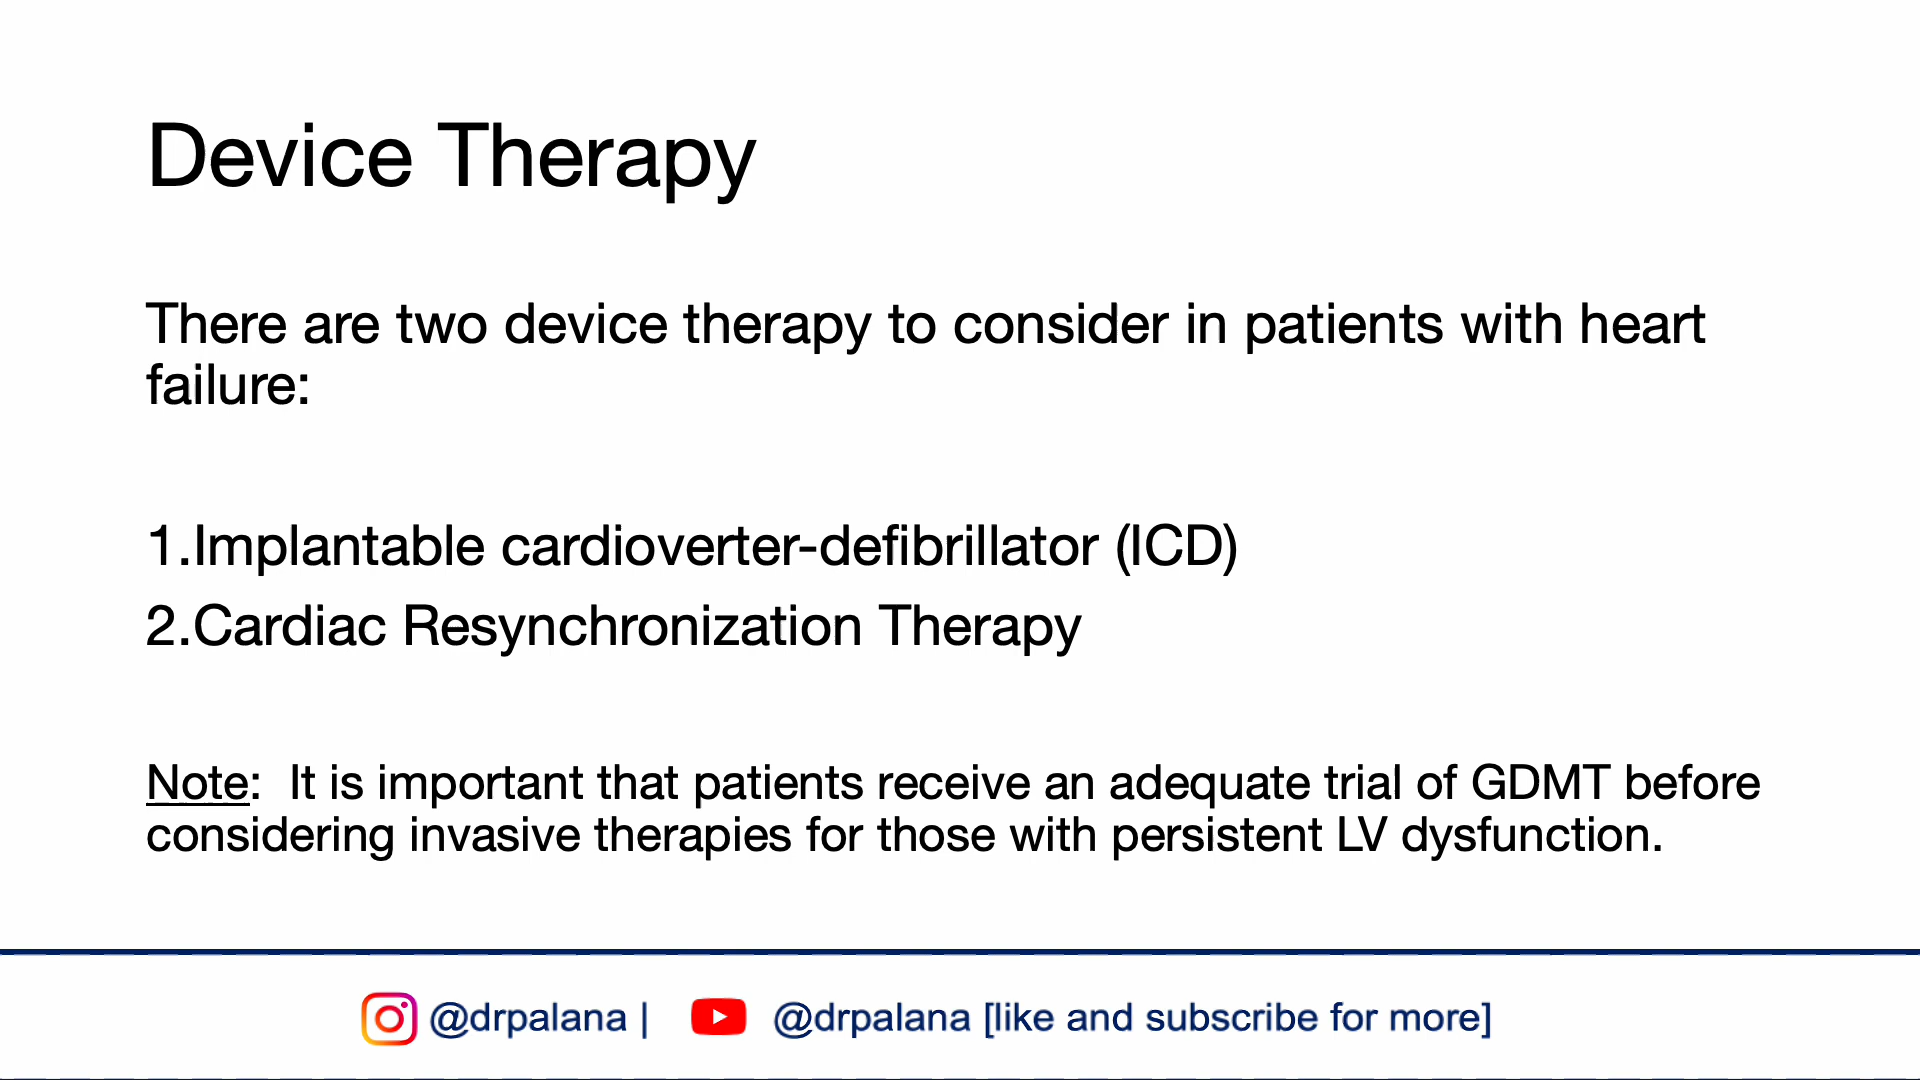 Device Therapy
There are two device therapy to consider in patients with heart
failure:
1.Implantable cardioverter-defibrillator (ICD)
2.Cardiac Resynchronization Therapy
Note:  It is important that patients receive an adequate trial of GDMT before
considering invasive therapies for those with persistent LV dysfunction.
@drpalana | @drpalana [like and subscribe for more]